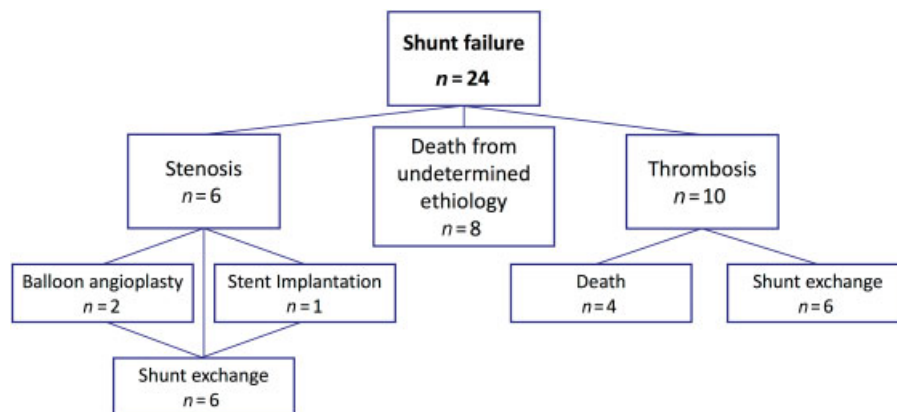 Shunt failure
n = 24
Stenosis
n = 6
Death from
undetermined
ethiology
n = 8
Thrombosis
n = 10
Balloon angioplasty
n = 2
Stent Implantation
n = 1
Death
n = 4
Shunt exchange
n = 6
Shunt exchange
n = 6